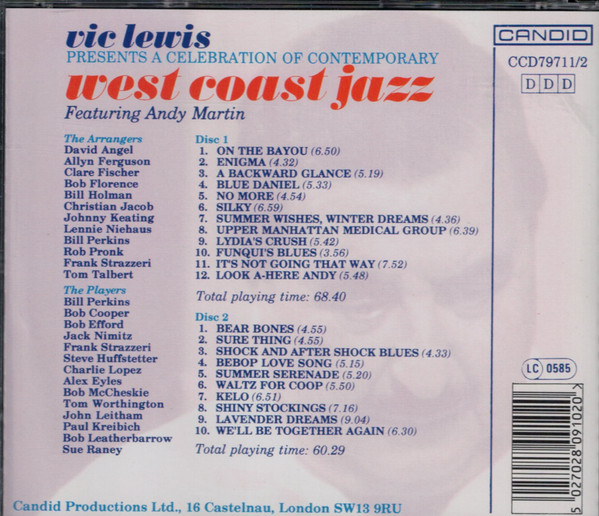 vic lewis
PRESENTS A CELEBRATION OF CONTEMPORARY
west coast jazz
Featuring Andy Martin
CANDID
CCD79711/2
D D D
The Arrangers
David Angel
Allyn Ferguson
Clare Fischer
Bob Florence
Bill Holman
Christian Jacob
Johnny Keating
Lennie Niehaus
Bill Perkins
Rob Pronk
Frank Strazzeri
Tom Talbert
The Players
Bill Perkins
Bob Cooper
Bob Efford
Jack Nimitz
Frank Strazzeri
Steve Huffstetter
Charlie Lopez
Alex Eyles
Bob McCheskie
Tom Worthington
John Leitham
Paul Kreibich
Bob Leatherbarrow
Sue Raney
Disc 1
1. ON THE BAYOU (6.50)
2. ENIGMA (4.32)
3. A BACKWARD GLANCE (5.19)
4. BLUE DANIEL (5.33)
5. NO MORE (4.54)
6. SILKY (6.59)
7. SUMMER WISHES, WINTER DREAMS (4.36)
8. UPPER MANHATTAN MEDICAL GROUP (6.39)
9. LYDIA'S CRUSH (5.42)
10. FUNQUI'S BLUES (3.56)
11. IT'S NOT GOING THAT WAY (7.52)
12. LOOK A-HERE ANDY (5.48)
Total playing time: 68.40
Disc 2
1. BEAR BONES (4.55)
2. SURE THING (4.55)
3. SHOCK AND AFTER SHOCK BLUES (4.33)
4. BEBOP LOVE SONG (5.15)
5. SUMMER SERENADE (5.20)
6. WALTZ FOR COOP (5.50)
7. KELO (6.51)
8. SHINY STOCKINGS (7.16)
9. LAVENDER DREAMS (9.04)
10. WE'LL BE TOGETHER AGAIN (6.30)
Total playing time: 60.29
LC 0585
5 027028 091020
Candid Productions Ltd., 16 Castelnau, London SW13 9RU